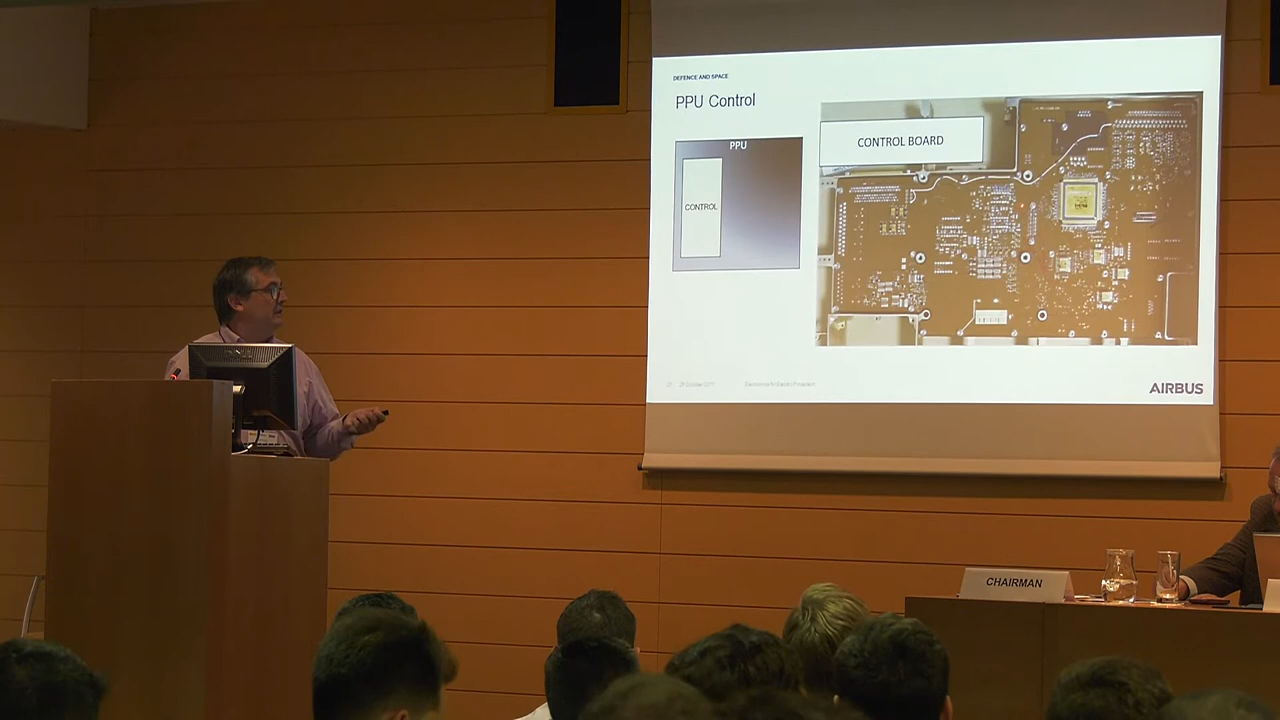 DEFENCE AND SPACE
PPU Control
PPU
CONTROL
CONTROL BOARD
AIRBUS
CHAIRMAN